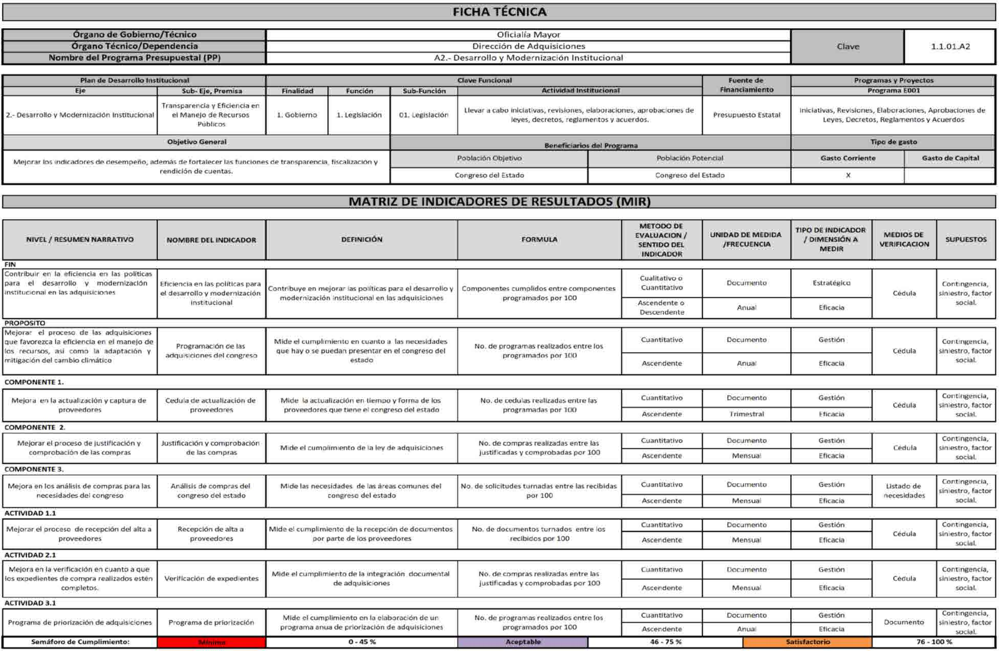 FICHA TÉCNICA
Órgano de Gobierno/Técnico
Oficialía Mayor
Clave
1.1.01.A2
Órgano Técnico/Dependencia
Dirección de Adquisiciones
Nombre del Programa Presupuestal (PP)
A2.- Desarrollo y Modernización Institucional
Plan de Desarrollo Institucional
Clave Funcional
Fuente de
Financiamiento
Programas y Proyectos
Eje
Sub- Eje, Premisa
Finalidad
Función
Sub-Función
Actividad Institucional
Programa E001
2.- Desarrollo y Modernización Institucional
Transparencia y Eficiencia en
el Manejo de Recursos
Públicos
1. Gobierno
1. Legislación
01. Legislación
Llevar a cabo iniciativas, revisiones, elaboraciones, aprobaciones de
leyes, decretos, reglamentos y acuerdos.
Presupuesto Estatal
Iniciativas, Revisiones, Elaboraciones, Aprobaciones de
Leyes, Decretos, Reglamentos y Acuerdos
Objetivo General
Beneficiarios del Programa
Tipo de gasto
Mejorar los indicadores de desempeño, además de fortalecer las funciones de transparencia, fiscalización y
rendición de cuentas.
Población Objetivo
Población Potencial
Gasto Corriente
Gasto de Capital
Congreso del Estado
Congreso del Estado
X
MATRIZ DE INDICADORES DE RESULTADOS (MIR)
NIVEL / RESUMEN NARRATIVO
NOMBRE DEL INDICADOR
DEFINICIÓN
FORMULA
METODO DE
EVALUACION /
SENTIDO DEL
INDICADOR
UNIDAD DE MEDIDA
/FRECUENCIA
TIPO DE INDICADOR
/ DIMENSIÓN A
MEDIR
MEDIOS DE
VERIFICACION
SUPUESTOS
FIN
Contribuir en la eficiencia en las políticas
para el desarrollo y modernización
institucional en las adquisiciones
Eficiencia en las políticas para
el desarrollo y modernización
institucional
Contribuye en mejorar las políticas para el desarrollo y
modernización institucional en las adquisiciones
Componentes cumplidos entre componentes
programados por 100
Cualitativo o
Cuantitativo
Documento
Estratégico
Cédula
Contingencia,
siniestro, factor
social.
Ascendente o
Descendente
Anual
Eficacia
PROPOSITO
Mejorar el proceso de las adquisiciones
que favorezca la eficiencia en el manejo de
los recursos, así como la adaptación y
mitigación del cambio climático
Programación de las
adquisiciones del congreso
Mide el cumplimiento en cuanto a las necesidades
que hay o se puedan presentar en el congreso del
estado
No. de programas realizados entre los
programados por 100
Cuantitativo
Documento
Gestión
Cédula
Contingencia,
siniestro, factor
social.
Ascendente
Anual
Eficacia
COMPONENTE 1.
Mejora en la actualización y captura de
proveedores
Cedula de actualización de
proveedores
Mide la actualización en tiempo y forma de los
proveedores que tiene el congreso del estado
No. de cedulas realizadas entre las
programadas por 100
Cuantitativo
Documento
Gestión
Cédula
Contingencia,
siniestro, factor
social.
Ascendente
Trimestral
Eficacia
COMPONENTE 2.
Mejorar el proceso de justificación y
comprobación de las compras
Justificación y comprobación
de las compras
Mide el cumplimiento de la ley de adquisiciones
No. de compras realizadas entre las
justificadas y comprobadas por 100
Cuantitativo
Documento
Gestión
Cédula
Contingencia,
siniestro, factor
social.
Ascendente
Mensual
Eficacia
COMPONENTE 3.
Mejora en los análisis de compras para las
necesidades del congreso
Análisis de compras del
congreso del estado
Mide las necesidades de las áreas comunes del
congreso del estado
No. de solicitudes turnadas entre las recibidas
por 100
Cuantitativo
Documento
Gestión
Listado de
necesidades
Contingencia,
siniestro, factor
social.
Ascendente
Mensual
Eficacia
ACTIVIDAD 1.1
Mejorar el proceso de recepción del alta a
proveedores
Recepción de alta a
proveedores
Mide el cumplimiento de la recepción de documentos
por parte de los proveedores
No. de documentos turnados entre los
recibidos por 100
Cuantitativo
Documento
Gestión
Cédula
Contingencia,
siniestro, factor
social.
Ascendente
Mensual
Eficacia
ACTIVIDAD 2.1
Mejora en la verificación en cuanto a que
los expedientes de compra realizados estén
completos.
Verificación de expedientes
Mide el cumplimiento de la integración documental
de adquisiciones
No. de compras realizadas entre las
justificadas y comprobadas por 100
Cuantitativo
Documento
Gestión
Cédula
Contingencia,
siniestro, factor
social.
Ascendente
Mensual
Eficacia
ACTIVIDAD 3.1
Programa de priorización de adquisiciones
Programa de priorización
Mide el cumplimiento en la elaboración de un
programa anua de priorización de adquisiciones
No. de programas realizados entre los
programados por 100
Cuantitativo
Documento
Gestión
Documento
Contingencia,
siniestro, factor
social.
Ascendente
Anual
Eficacia
Semáforo de Cumplimiento:
Mínimo
0 - 45 %
Aceptable
46 - 75 %
Satisfactorio
76 - 100 %